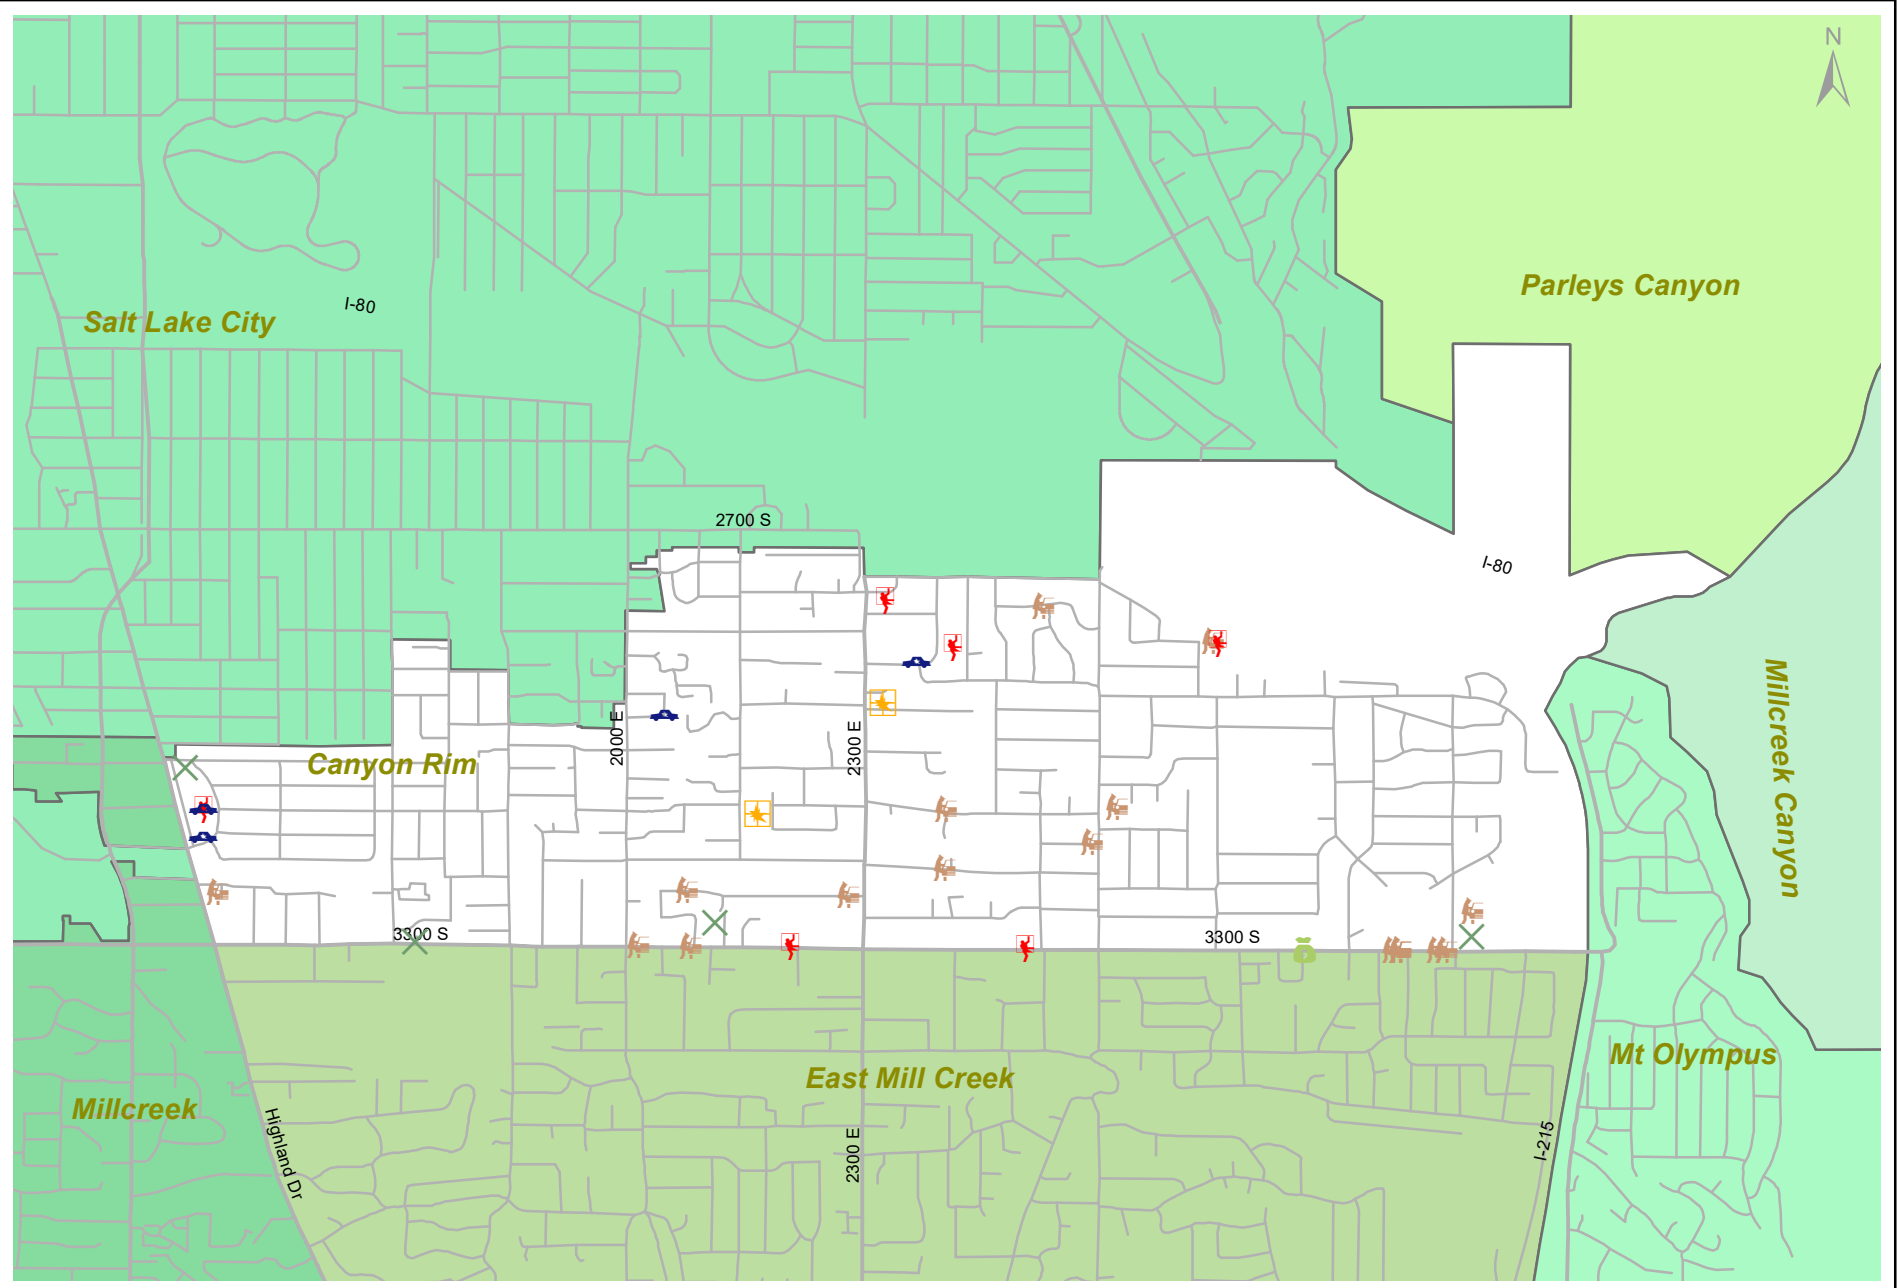 N
Parleys Canyon
I-80
Salt Lake City
2700 S
I-80
2000 E
2300 E
Canyon Rim
Millcreek Canyon
3300 S
3300 S
Mt Olympus
East Mill Creek
Millcreek
Highland Dr
2300 E
I-215